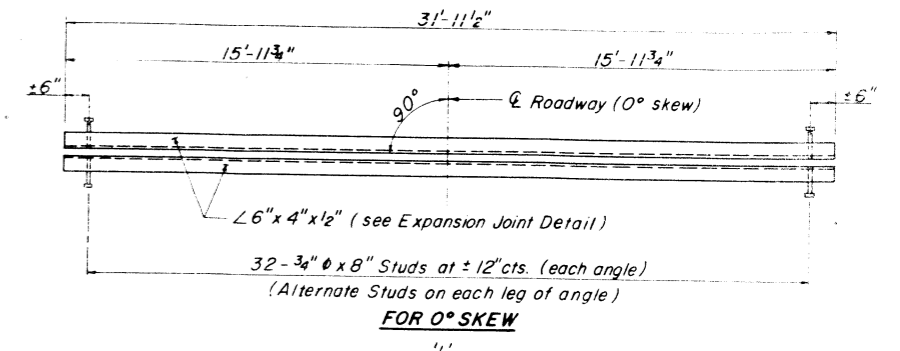 31'-11½"
15'-11¾"
15'-11¾"
±6"
±6"
90°
℄ Roadway (0° skew)
∠6"x 4"x½" ( see Expansion Joint Detail )
32 - ¾" ϕ x 8" Studs at ± 12"cts. (each angle)
(Alternate Studs on each leg of angle)
FOR 0° SKEW